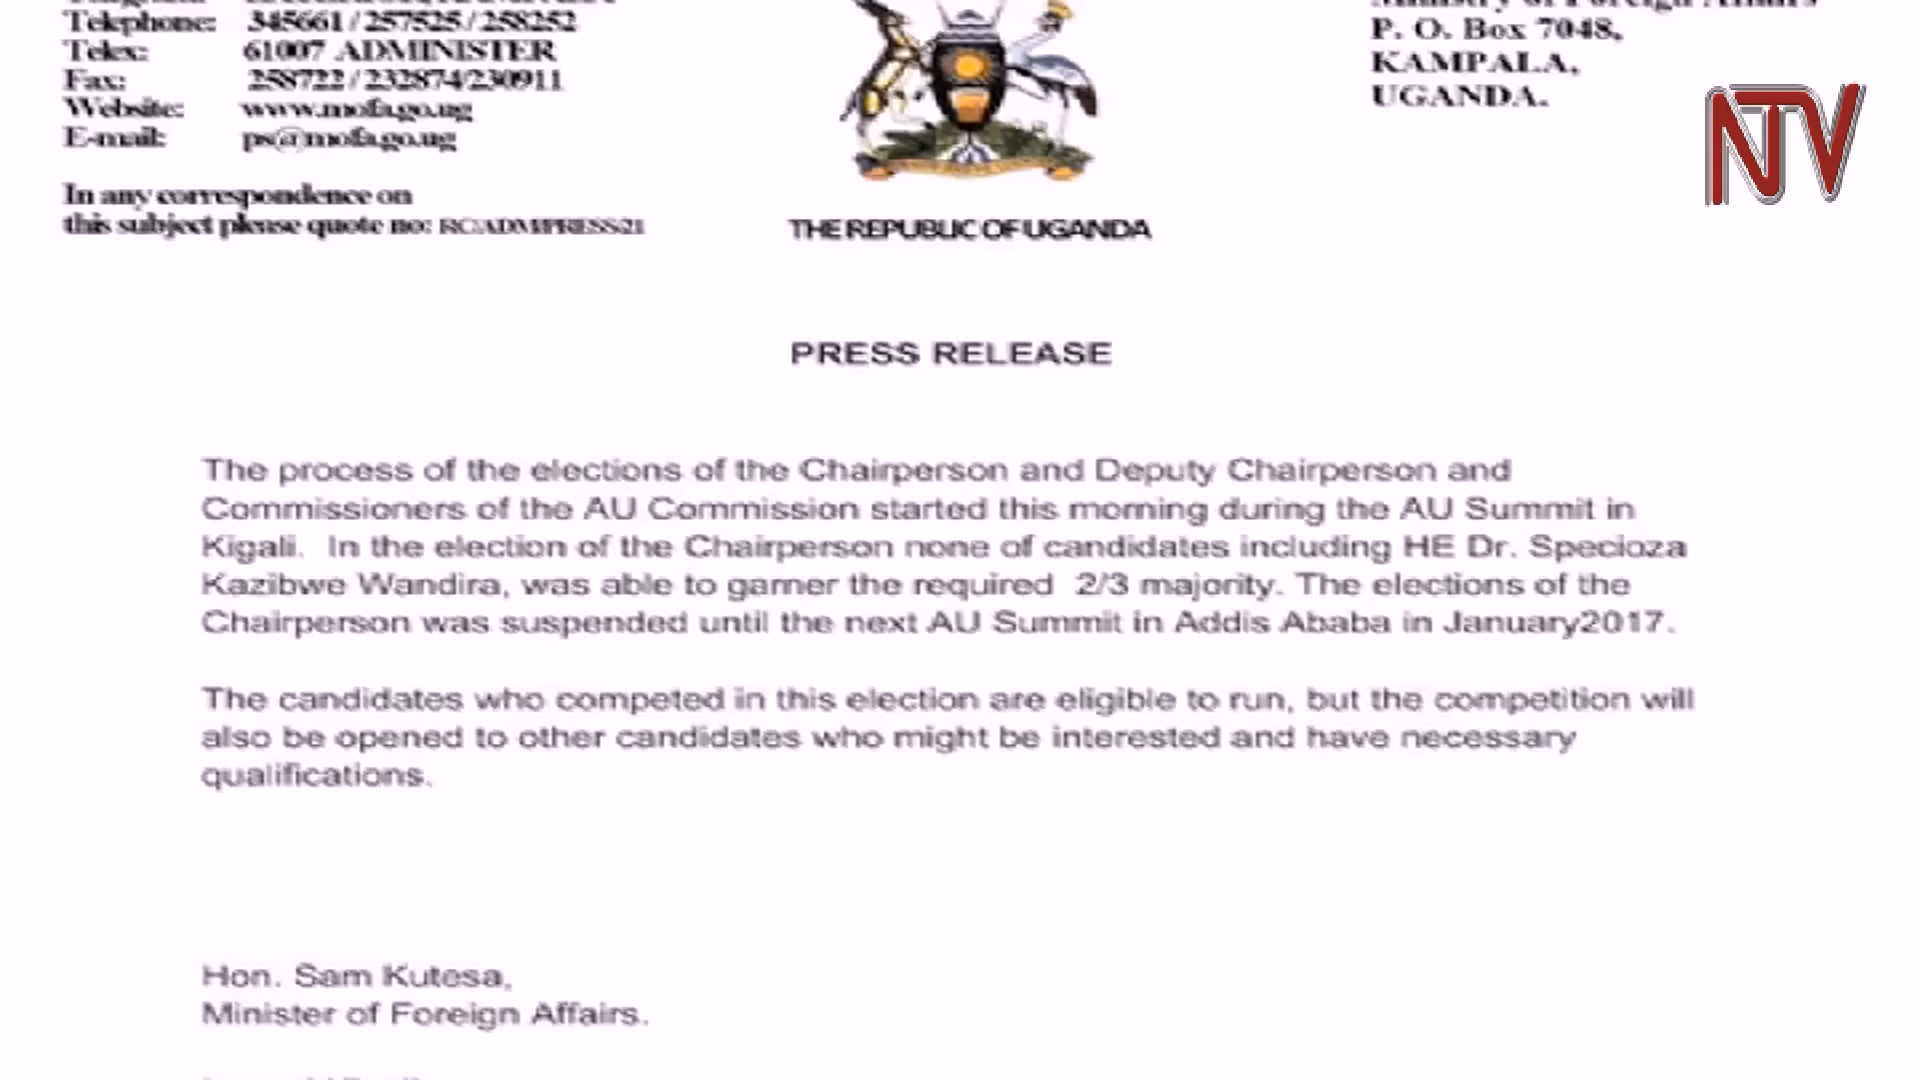 Telephone: 345661 / 257525 / 258252
Telex: 61007 ADMINISTER
Fax: 258722 / 232874/230911
Website: www.mofa.go.ug
E-mail: ps@mofa.go.ug
In any correspondence on
this subject please quote no:
Ministry of Foreign Affairs
P. O. Box 7048,
KAMPALA,
UGANDA.
NTV
THE REPUBLIC OF UGANDA
PRESS RELEASE
The process of the elections of the Chairperson and Deputy Chairperson and
Commissioners of the AU Commission started this morning during the AU Summit in
Kigali.  In the election of the Chairperson none of candidates including HE Dr. Specioza
Kazibwe Wandira, was able to garner the required  2/3 majority. The elections of the
Chairperson was suspended until the next AU Summit in Addis Ababa in January2017.
The candidates who competed in this election are eligible to run, but the competition will
also be opened to other candidates who might be interested and have necessary
qualifications.
Hon. Sam Kutesa,
Minister of Foreign Affairs.